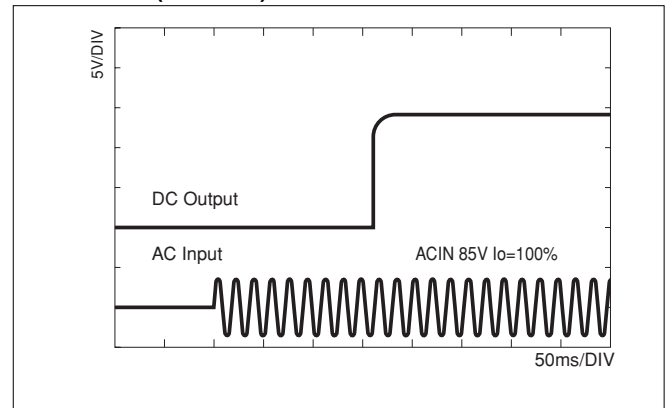 5V/DIV
DC Output
AC Input
ACIN 85V Io=100%
50ms/DIV